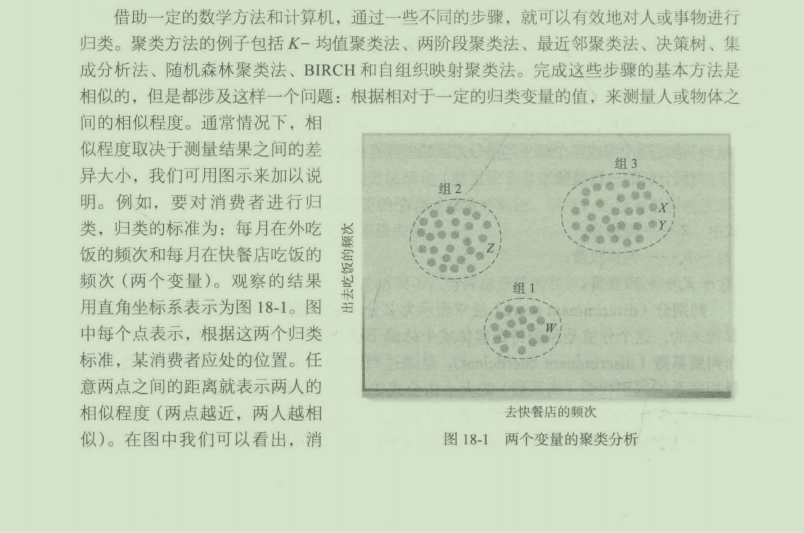 借助一定的数学方法和计算机，通过一些不同的步骤，就可以有效地对人或事物进行
归类。聚类方法的例子包括 K- 均值聚类法、两阶段聚类法、最近邻聚类法、决策树、集
成分析法、随机森林聚类法、BIRCH 和自组织映射聚类法。完成这些步骤的基本方法是
相似的，但是都涉及这样一个问题：根据相对于一定的归类变量的值，来测量人或物体之
间的相似程度。通常情况下，相
似程度取决于测量结果之间的差
异大小，我们可用图示来加以说
明。例如，要对消费者进行归
类，归类的标准为：每月在外吃
饭的频次和每月在快餐店吃饭的
频次（两个变量）。观察的结果
用直角坐标系表示为图 18-1。图
中每个点表示，根据这两个归类
标准，某消费者应处的位置。任
意两点之间的距离就表示两人的
相似程度（两点越近，两人越相
似）。在图中我们可以看出，消
出去吃饭的频次
组 2
Z
组 3
X
Y
组 1
W
去快餐店的频次
图 18-1 两个变量的聚类分析